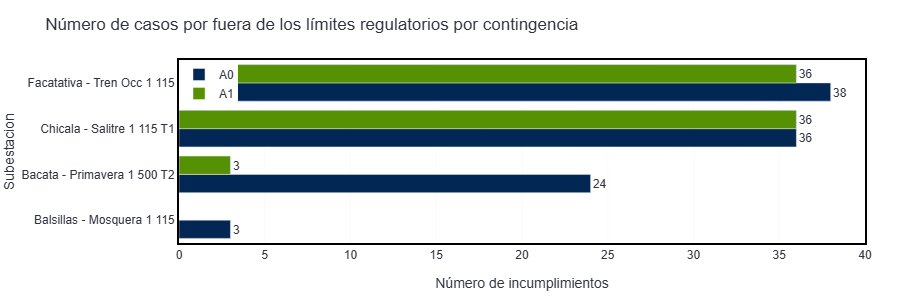 Número de casos por fuera de los límites regulatorios por contingencia
Subestacion
Facatativa - Tren Occ 1 115
Chicala - Salitre 1 115 T1
Bacata - Primavera 1 500 T2
Balsillas - Mosquera 1 115
A0
A1
36
38
36
36
3
24
3
0 5 10 15 20 25 30 35 40
Número de incumplimientos